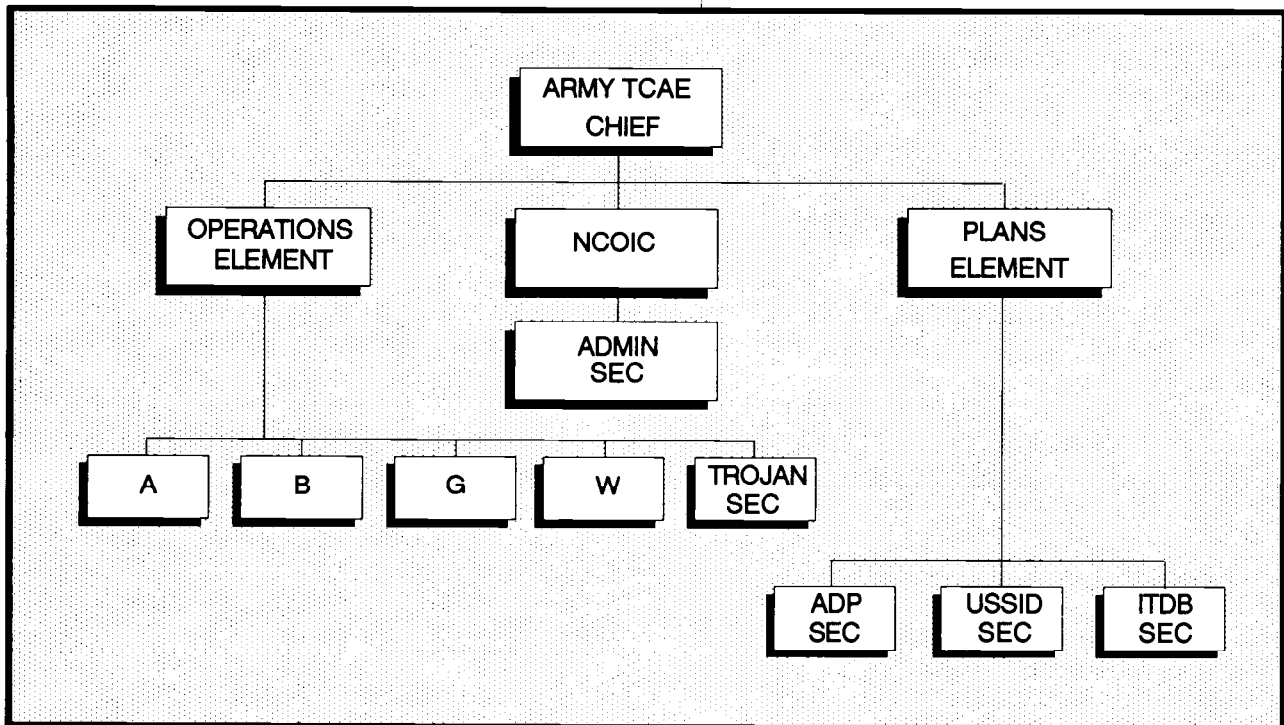 ARMY TCAE
CHIEF
OPERATIONS
ELEMENT
NCOIC
PLANS
ELEMENT
ADMIN
SEC
A
B
G
W
TROJAN
SEC
ADP
SEC
USSID
SEC
ITDB
SEC